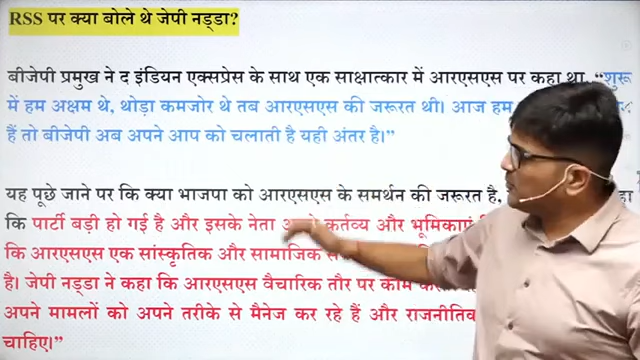 RSS पर क्या बोले थे जेपी नड्डा?
बीजेपी प्रमुख ने द इंडियन एक्सप्रेस के साथ एक साक्षात्कार में आरएसएस पर कहा था, “शुरू
में हम अक्षम थे, थोड़ा कमजोर थे तब आरएसएस की जरूरत थी। आज हम
हैं तो बीजेपी अब अपने आप को चलाती है यही अंतर है।”
यह पूछे जाने पर कि क्या भाजपा को आरएसएस के समर्थन की जरूरत है,
कि पार्टी बड़ी हो गई है और इसके नेता कर्तव्य और भूमिकाएं
कि आरएसएस एक सांस्कृतिक और सामाजिक
है। जेपी नड्डा ने कहा कि आरएसएस वैचारिक तौर पर काम
अपने मामलों को अपने तरीके से मैनेज कर रहे हैं और राजनीतिक
चाहिए।”